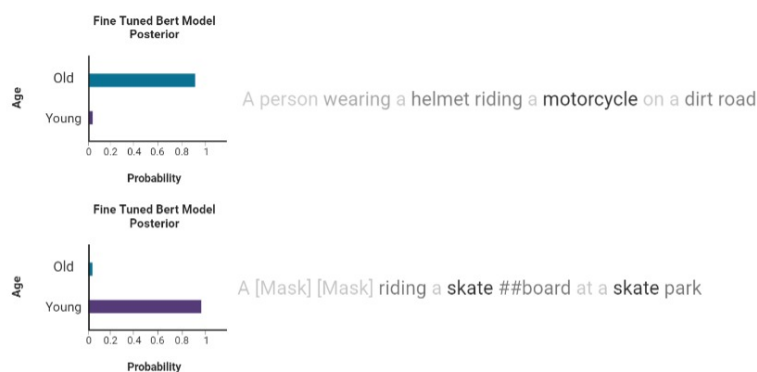 Fine Tuned Bert Model
Posterior
Age
Old
Young
0 0.2 0.4 0.6 0.8 1
Probability
A person wearing a helmet riding a motorcycle on a dirt road
Fine Tuned Bert Model
Posterior
Age
Old
Young
0 0.2 0.4 0.6 0.8 1
Probability
A [Mask] [Mask] riding a skate ##board at a skate park